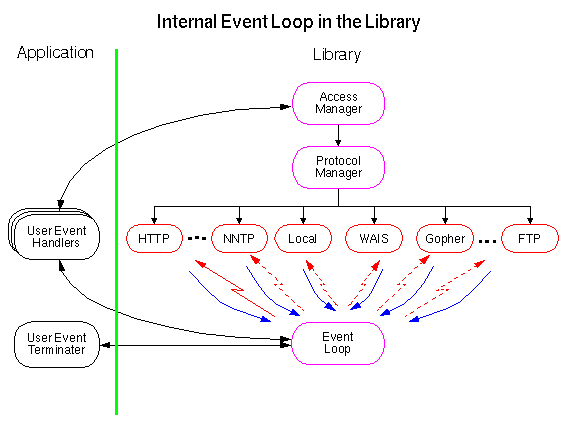 Internal Event Loop in the Library
Application
Library
Access
Manager
Protocol
Manager
User Event
Handlers
HTTP
NNTP
Local
WAIS
Gopher
FTP
User Event
Terminater
Event
Loop